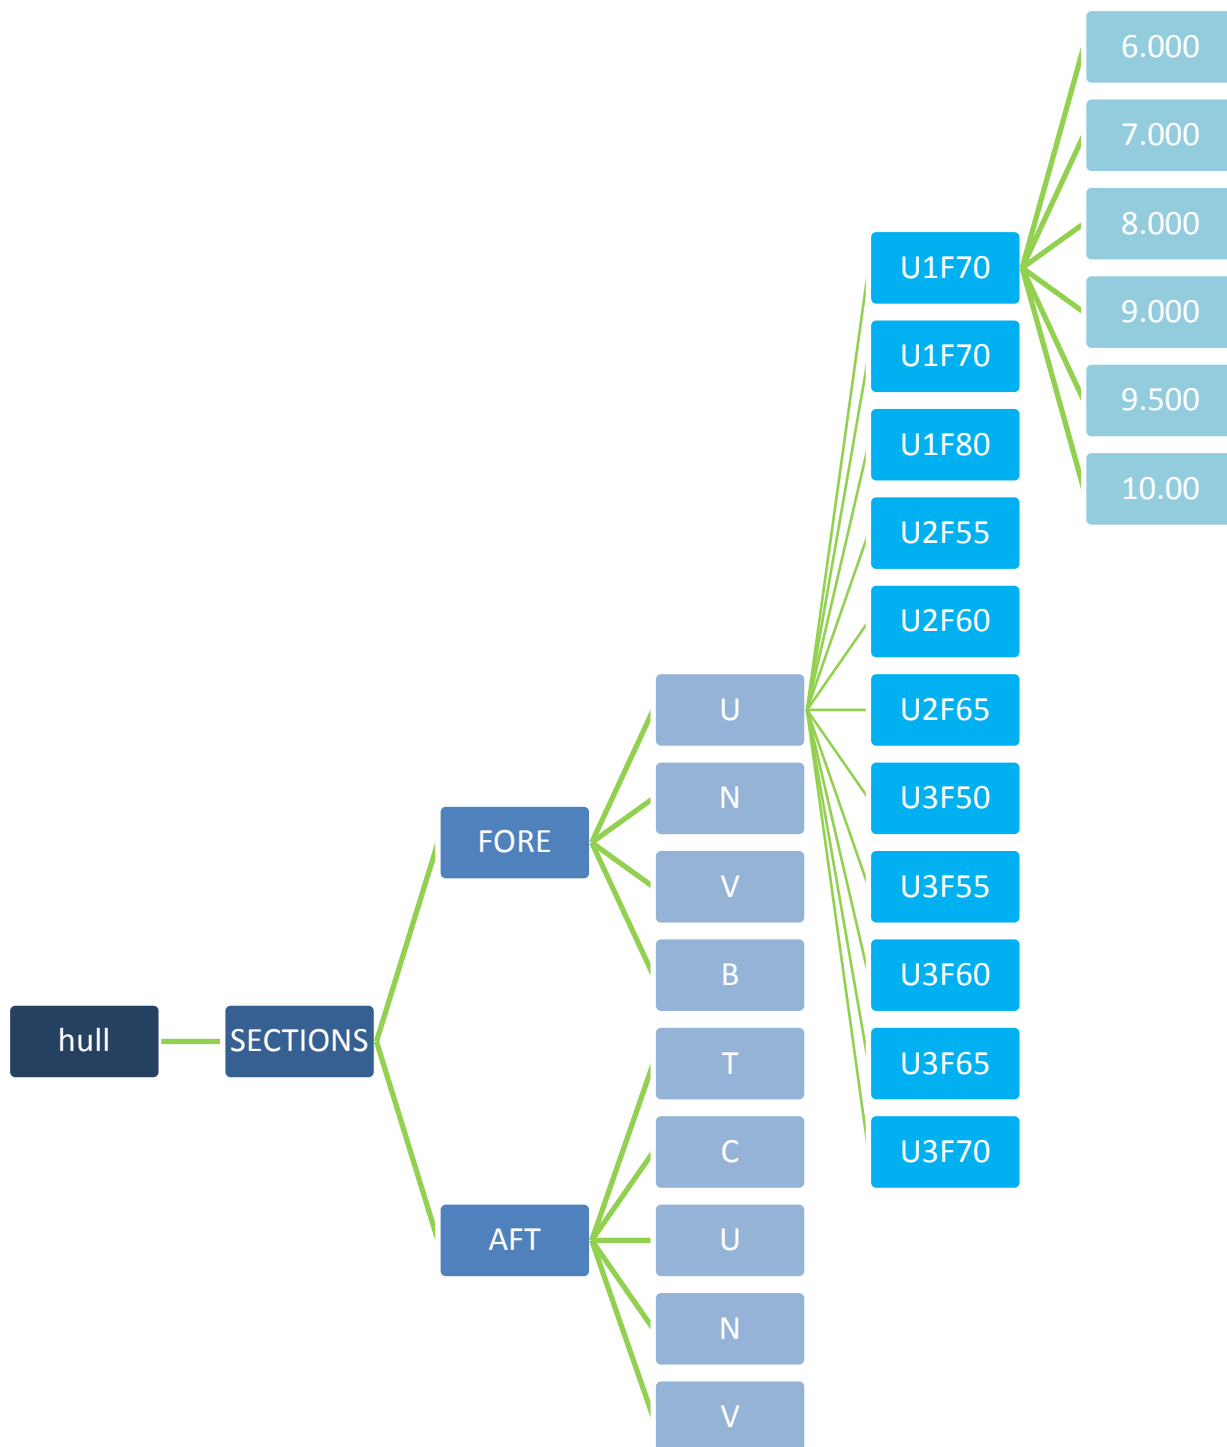 hull
SECTIONS
FORE
AFT
U
N
V
B
T
C
U
N
V
U1F70
U1F70
U1F80
U2F55
U2F60
U2F65
U3F50
U3F55
U3F60
U3F65
U3F70
6.000
7.000
8.000
9.000
9.500
10.00